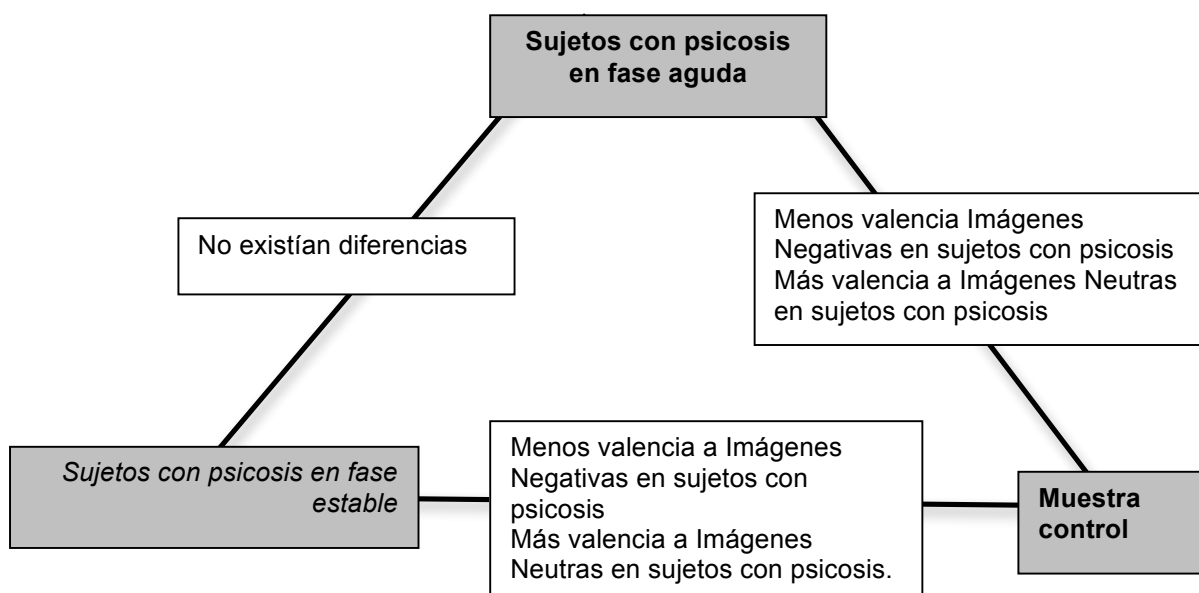 Sujetos con psicosis
en fase aguda
No existían diferencias
Menos valencia Imágenes
Negativas en sujetos con psicosis
Más valencia a Imágenes Neutras
en sujetos con psicosis
Sujetos con psicosis en fase
estable
Menos valencia a Imágenes
Negativas en sujetos con
psicosis
Más valencia a Imágenes
Neutras en sujetos con psicosis.
Muestra
control